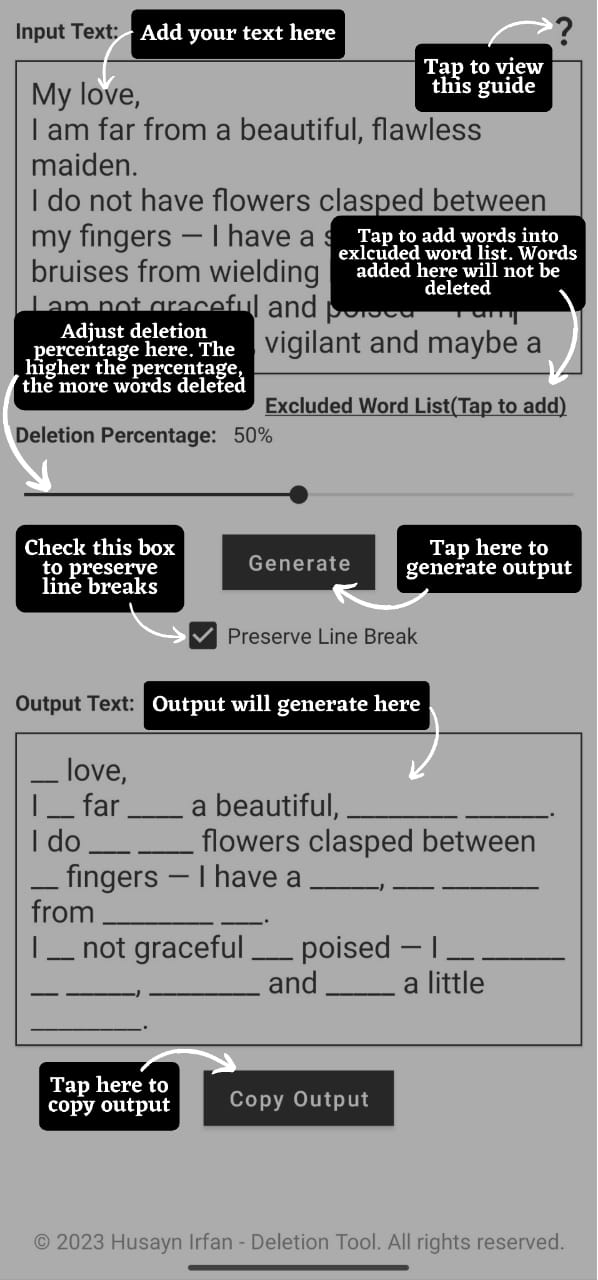 Input Text:
Add your text here
?
Tap to view
this guide
My love,
I am far from a beautiful, flawless
maiden.
I do not have flowers clasped between
my fingers — I have a
bruises from wielding
I am not graceful and poised — I am
vigilant and maybe a
Tap to add words into
exlcuded word list. Words
added here will not be
deleted
Adjust deletion
percentage here. The
higher the percentage,
the more words deleted
Excluded Word List(Tap to add)
Deletion Percentage: 50%
Check this box
to preserve
line breaks
Generate
Tap here to
generate output
Preserve Line Break
Output Text:
Output will generate here
__ love,
I __ far ____ a beautiful, ________ ______.
I do ___ ____ flowers clasped between
__ fingers — I have a _____, ___ _______
from ________ ___.
I __ not graceful ___ poised — I __ ______
__ _____, ________ and _____ a little
________.
Tap here to
copy output
Copy Output
© 2023 Husayn Irfan - Deletion Tool. All rights reserved.